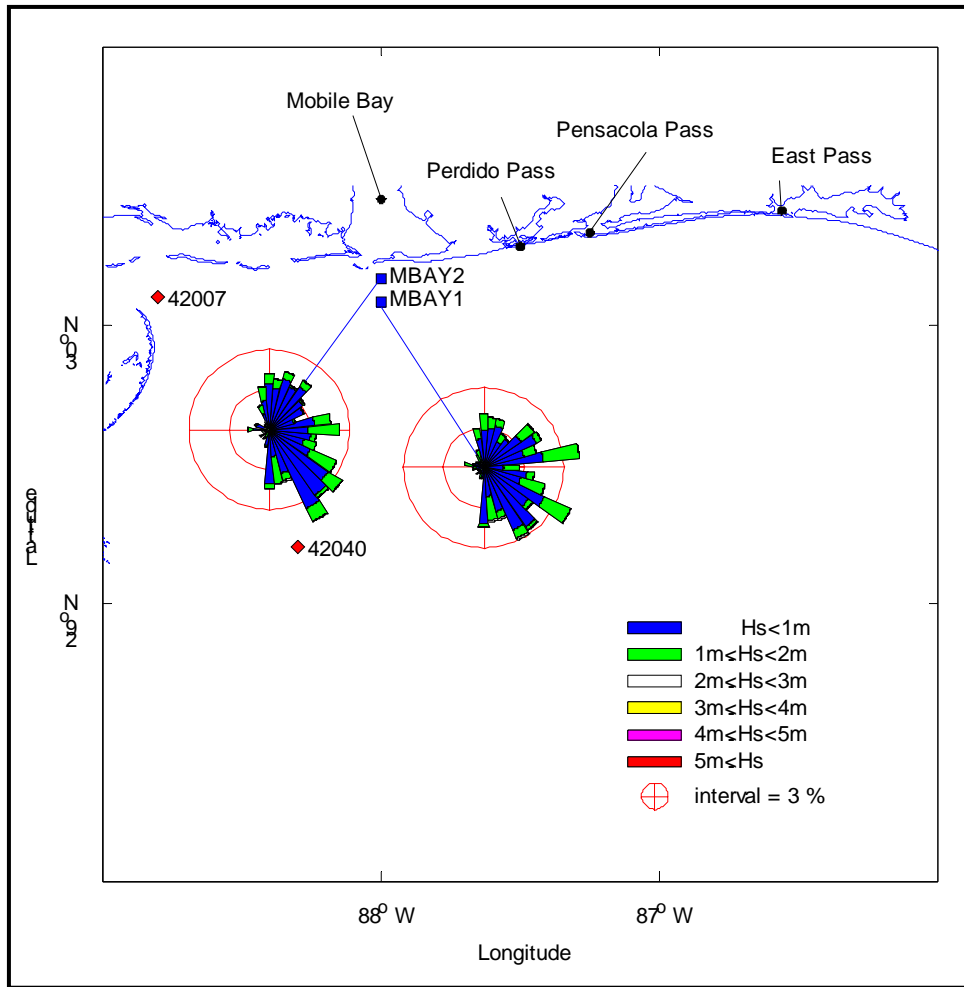 Mobile Bay
Pensacola Pass
Perdido Pass
East Pass
MBAY2
MBAY1
42007
30° N
Latitude
42040
29° N
Hs<1m
1m≤Hs<2m
2m≤Hs<3m
3m≤Hs<4m
4m≤Hs<5m
5m≤Hs
interval = 3 %
88° W
87° W
Longitude